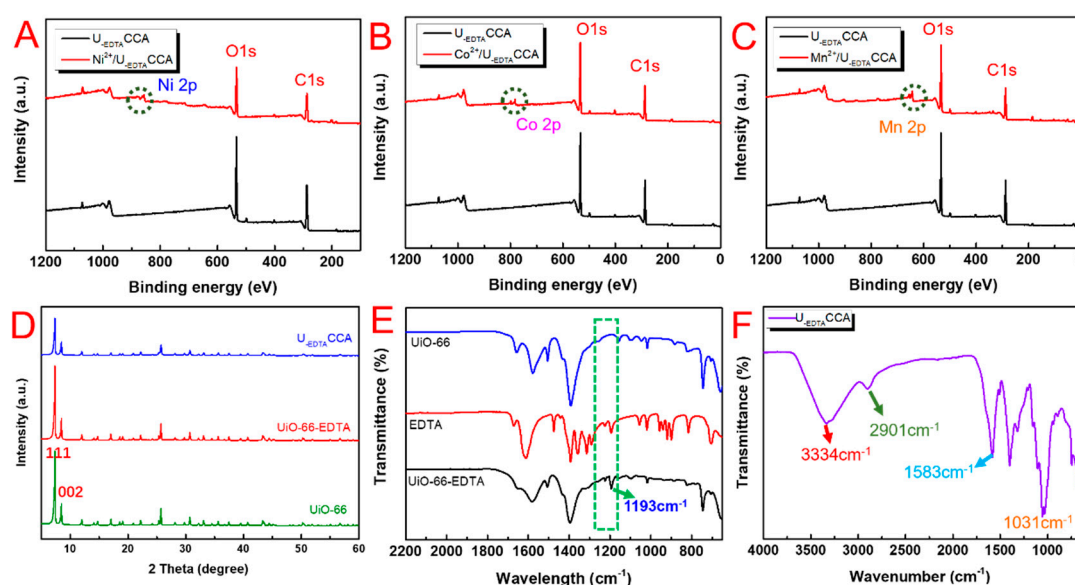 A
U-EDTACCA
Ni2+/U-EDTACCA
O1s
C1s
Ni 2p
Intensity (a.u.)
1200 1000 800 600 400 200
Binding energy (eV)
B
U-EDTACCA
Co2+/U-EDTACCA
O1s
C1s
Co 2p
Intensity (a.u.)
1200 1000 800 600 400 200 0
Binding energy (eV)
C
U-EDTACCA
Mn2+/U-EDTACCA
O1s
C1s
Mn 2p
Intensity (a.u.)
1200 1000 800 600 400 200 0
Binding energy (eV)
D
U-EDTACCA
UiO-66-EDTA
111
002
UiO-66
Intensity (a.u.)
10 20 30 40 50 60
2 Theta (degree)
E
UiO-66
EDTA
UiO-66-EDTA
1193cm-1
Transmittance (%)
2200 2000 1800 1600 1400 1200 1000 800
Wavelength (cm-1)
F
U-EDTACCA
2901cm-1
3334cm-1
1583cm-1
1031cm-1
Transmittance (%)
4000 3500 3000 2500 2000 1500 1000
Wavenumber (cm-1)